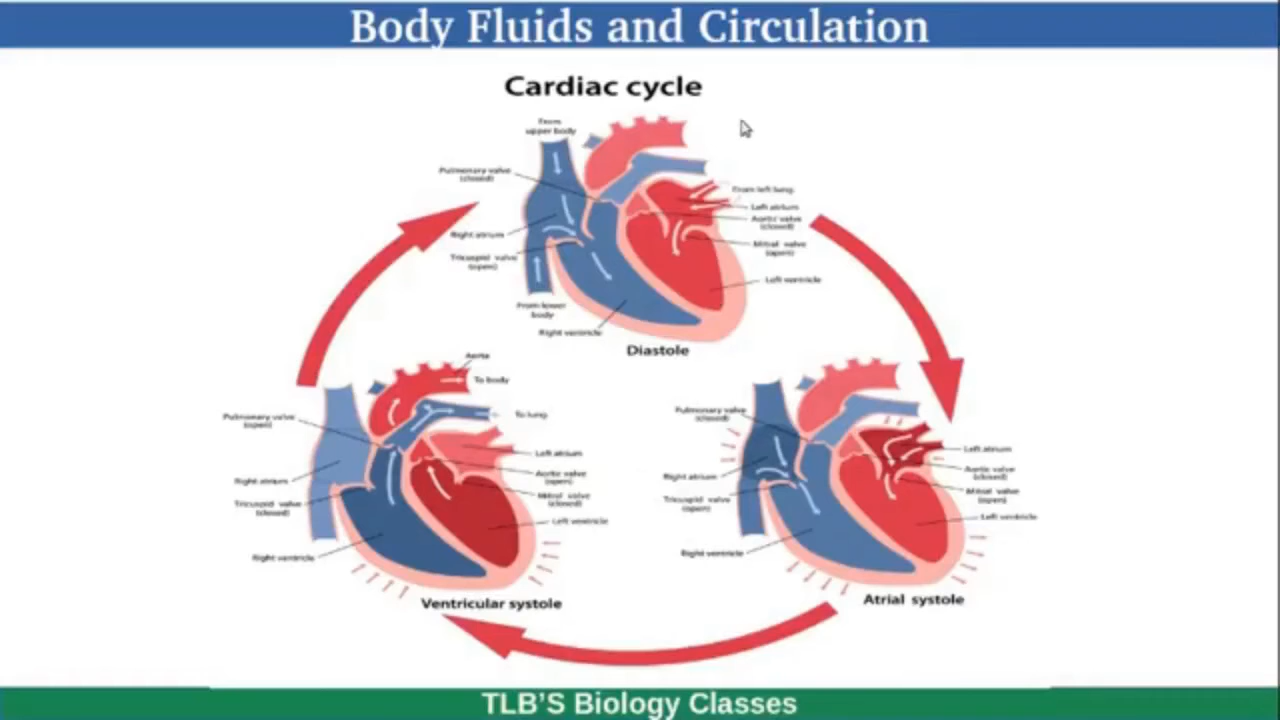 Body Fluids and Circulation
Cardiac cycle
From
upper body
Pulmonary valve
(closed)
From left lung
Left atrium
Aortic valve
(closed)
Right atrium
Mitral valve
(open)
Tricuspid valve
(open)
Left ventricle
From lower
body
Right ventricle
Diastole
Aorta
To body
Pulmonary valve
(open)
To lung
Left atrium
Right atrium
Aortic valve
(open)
Mitral valve
(closed)
Tricuspid valve
(closed)
Left ventricle
Right ventricle
Ventricular systole
Pulmonary valve
(closed)
Left atrium
Right atrium
Aortic valve
(closed)
Mitral valve
(open)
Tricuspid valve
(open)
Left ventricle
Right ventricle
Atrial systole
TLB'S Biology Classes